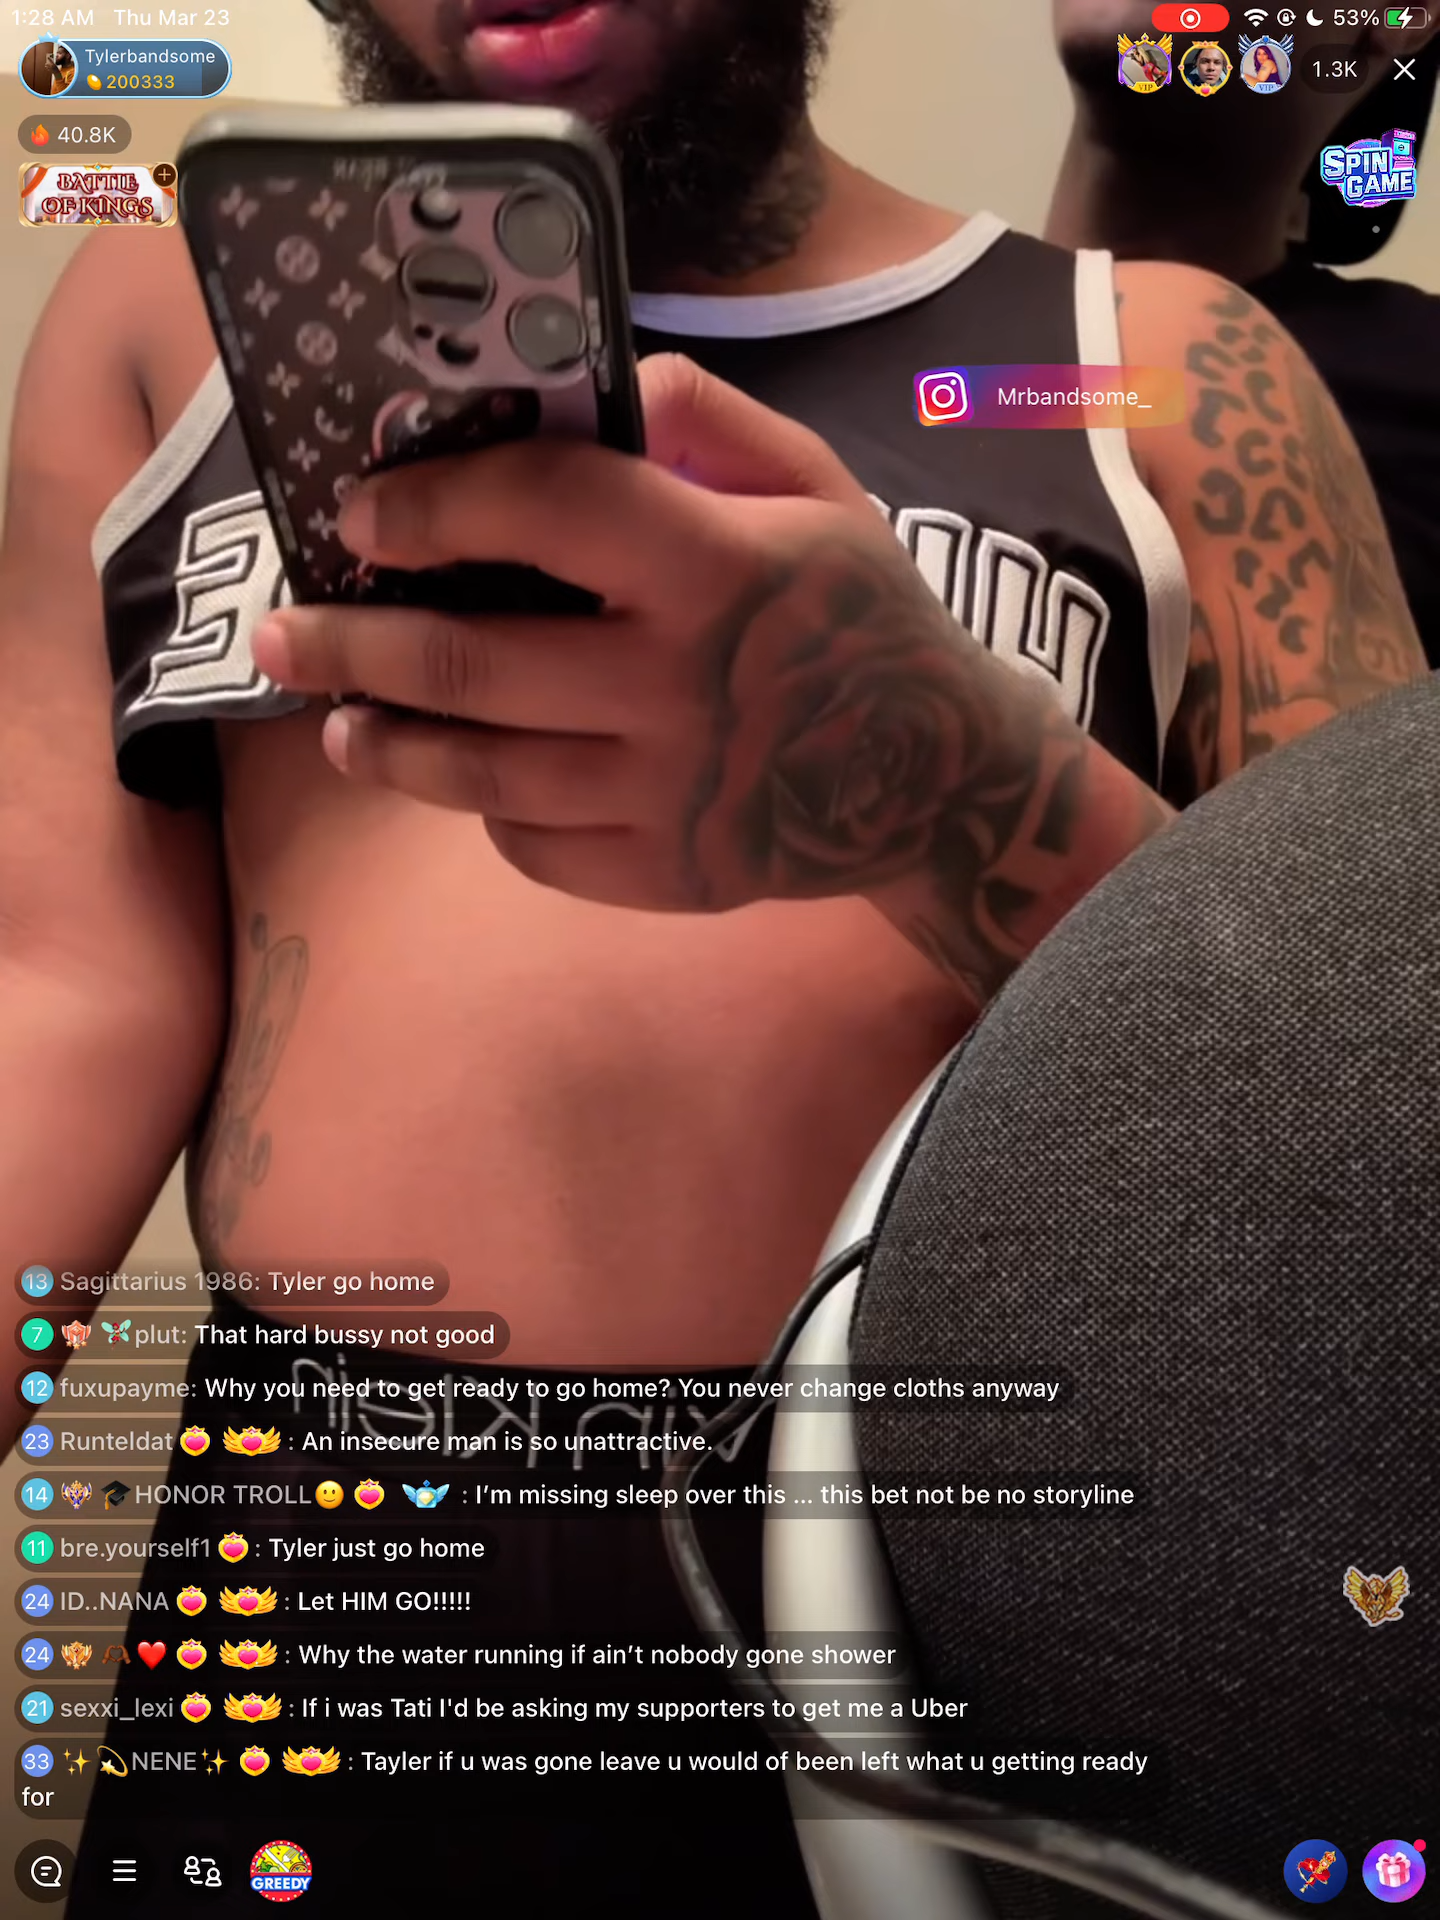 1:28 AM Thu Mar 23
53%
Tylerbandsome
200333
VIP
VIP
1.3K
40.8K
BATTLE
OF KINGS
SPIN
GAME
Mrbandsome_
13 Sagittarius 1986: Tyler go home
7 plut: That hard bussy not good
12 fuxupayme: Why you need to get ready to go home? You never change cloths anyway
23 Runteldat : An insecure man is so unattractive.
14 🎓HONOR TROLL🙂 : I’m missing sleep over this ... this bet not be no storyline
11 bre.yourself1 : Tyler just go home
24 ID..NANA : Let HIM GO!!!!!
24 🫶🏾❤️ : Why the water running if ain’t nobody gone shower
21 sexxi_lexi : If i was Tati I'd be asking my supporters to get me a Uber
33 ✨💫NENE✨ : Tayler if u was gone leave u would of been left what u getting ready
for
GREEDY